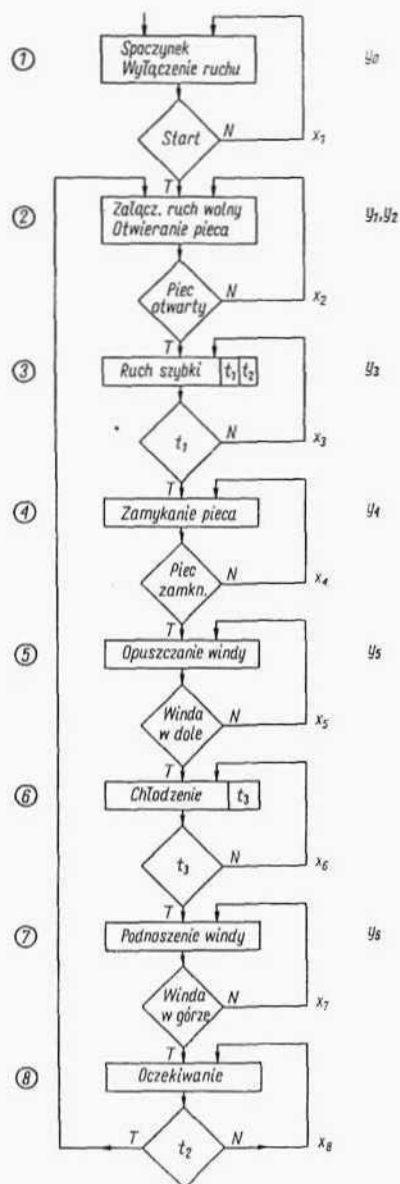 1
Spoczynek
Wyłączenie ruchu
y0
Start
N
x1
T
2
Załącz. ruch wolny
Otwieranie pieca
y1,y2
Piec
otwarty
N
x2
T
3
Ruch szybki t1 t2
y3
t1
N
x3
T
4
Zamykanie pieca
y4
Piec
zamkn.
N
x4
T
5
Opuszczanie windy
y5
Winda
w dole
N
x5
T
6
Chłodzenie t3
t3
N
x6
T
7
Podnoszenie windy
y6
Winda
w górze
N
x7
T
8
Oczekiwanie
T
t2
N
x8